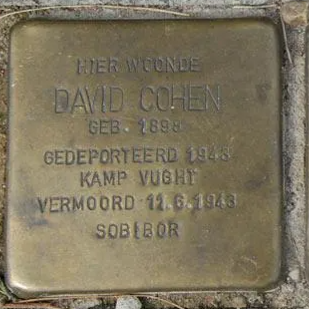 HIER WOONDE
DAVID COHEN
GEB. 1898
GEDEPORTEERD 1943
KAMP VUGHT
VERMOORD 11.6.1943
SOBIBOR